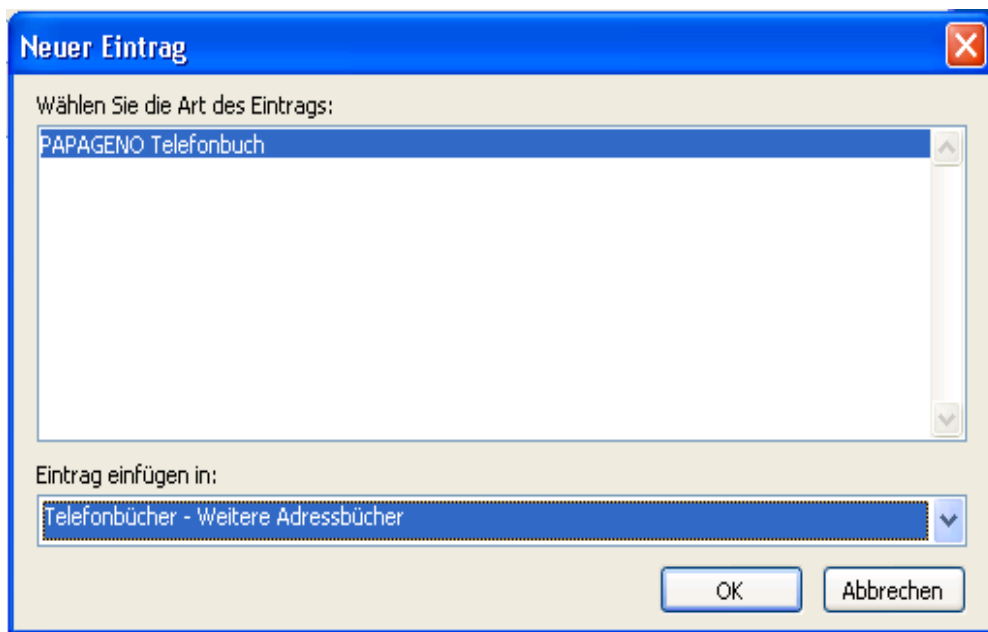 Neuer Eintrag
Wählen Sie die Art des Eintrags:
PAPAGENO Telefonbuch
Eintrag einfügen in:
Telefonbücher - Weitere Adressbücher
OK Abbrechen